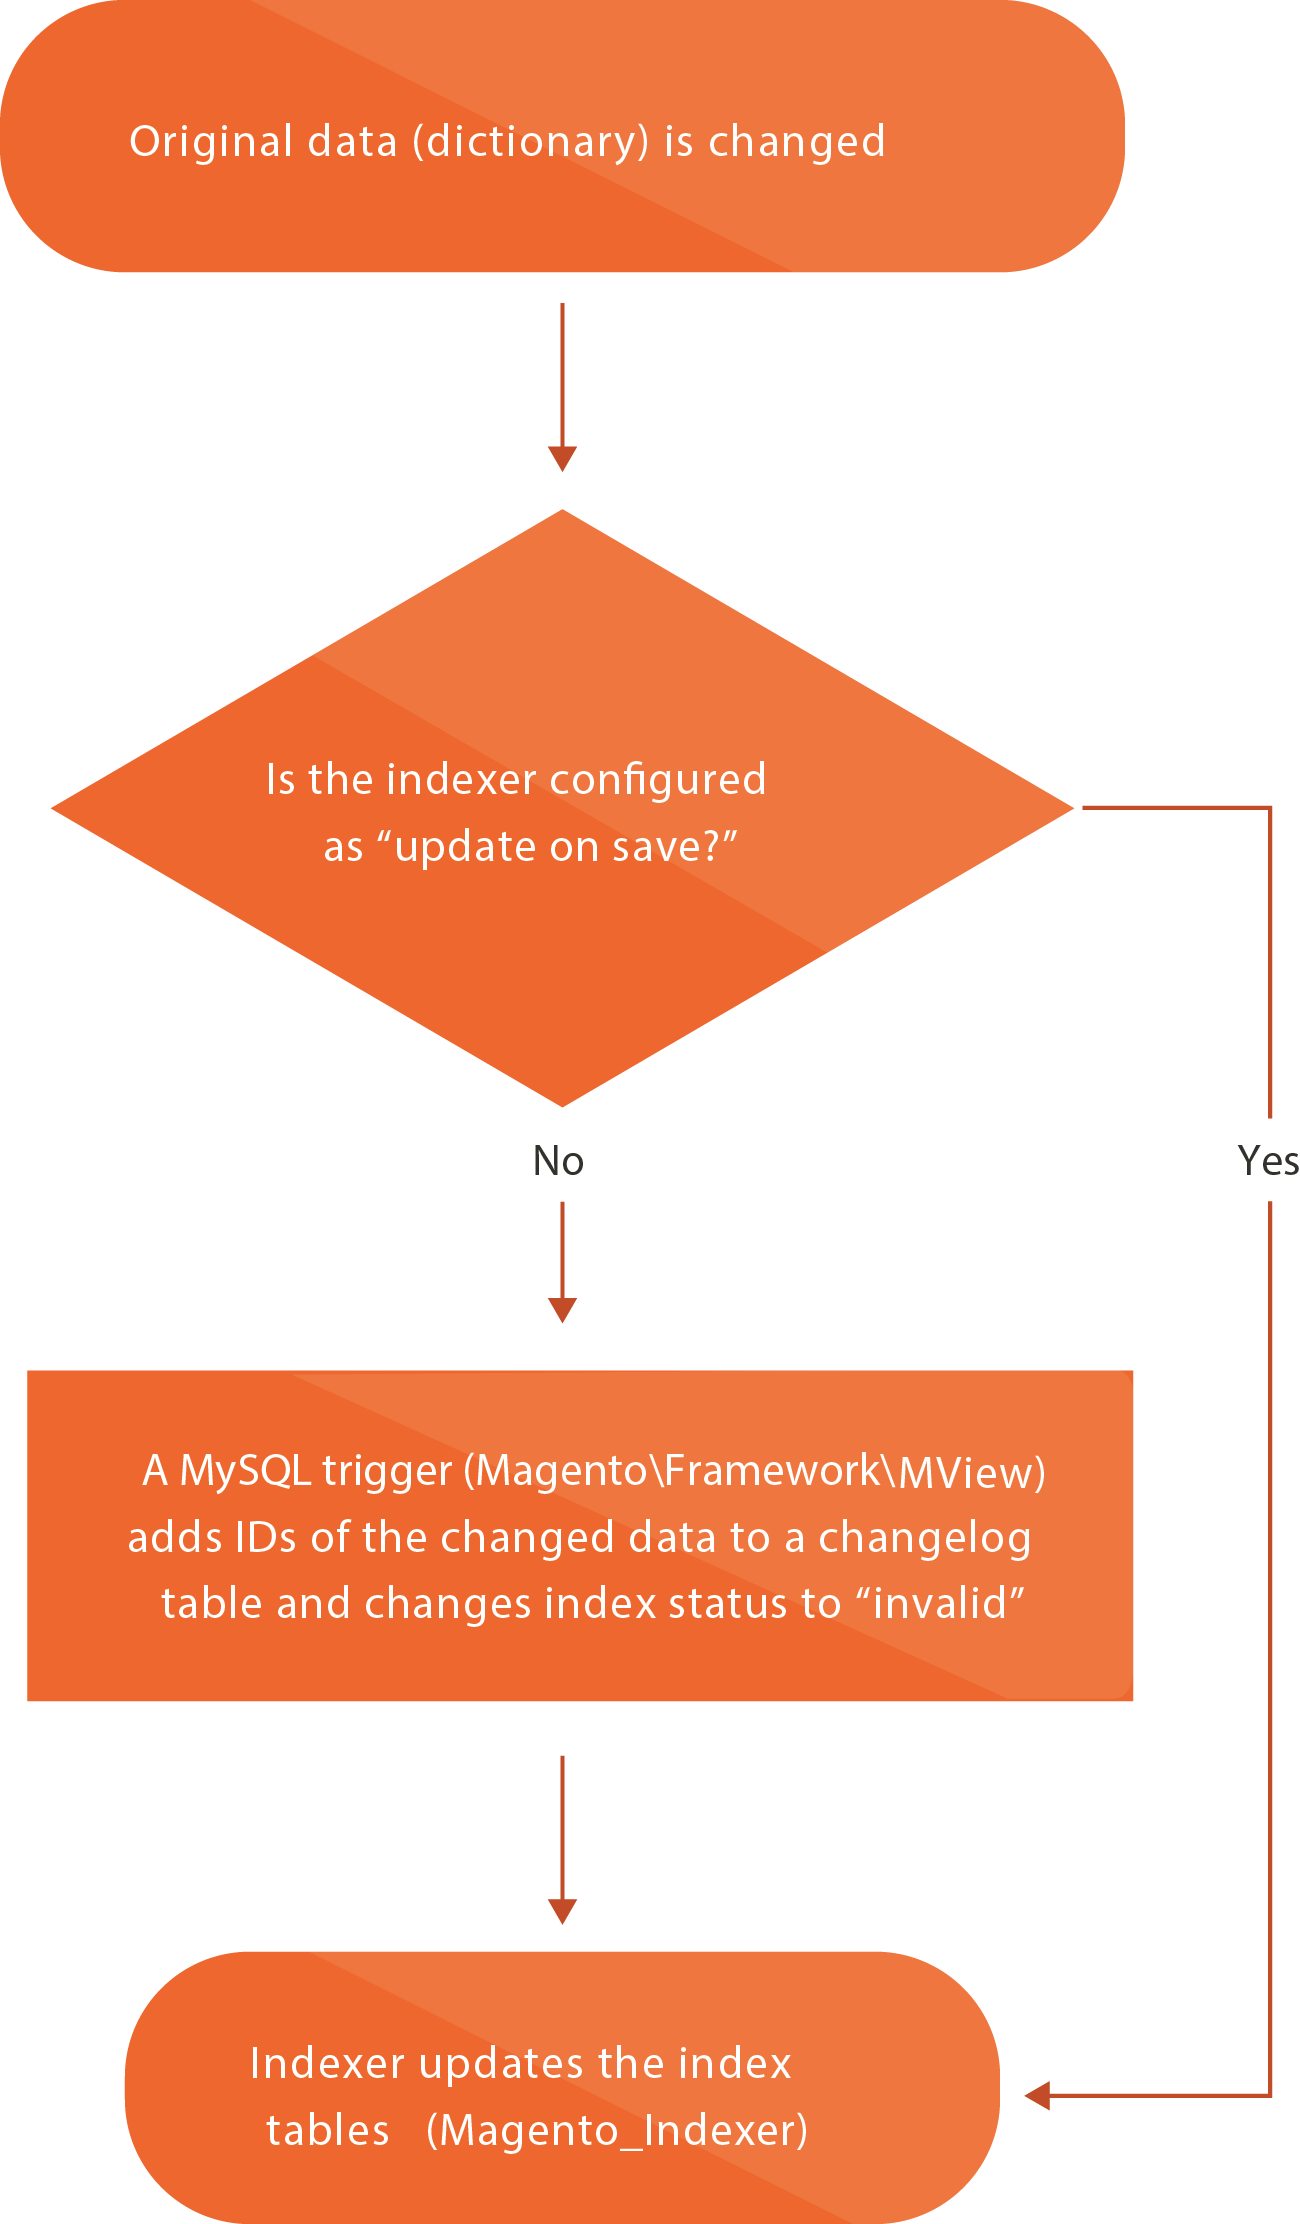 Original data (dictionary) is changed
Is the indexer configured
as “update on save?”
No
Yes
A MySQL trigger (Magento\Framework\MView)
adds IDs of the changed data to a changelog
table and changes index status to “invalid”
Indexer updates the index
tables (Magento_Indexer)